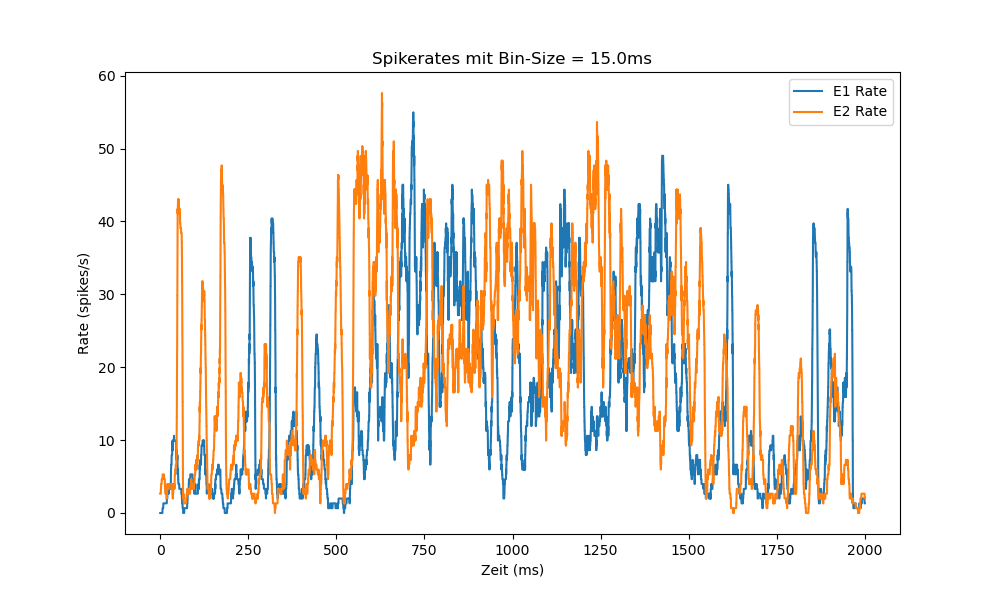 Spikerates mit Bin-Size = 15.0ms
E1 Rate
E2 Rate
60
50
40
30
20
10
0
Rate (spikes/s)
0 250 500 750 1000 1250 1500 1750 2000
Zeit (ms)